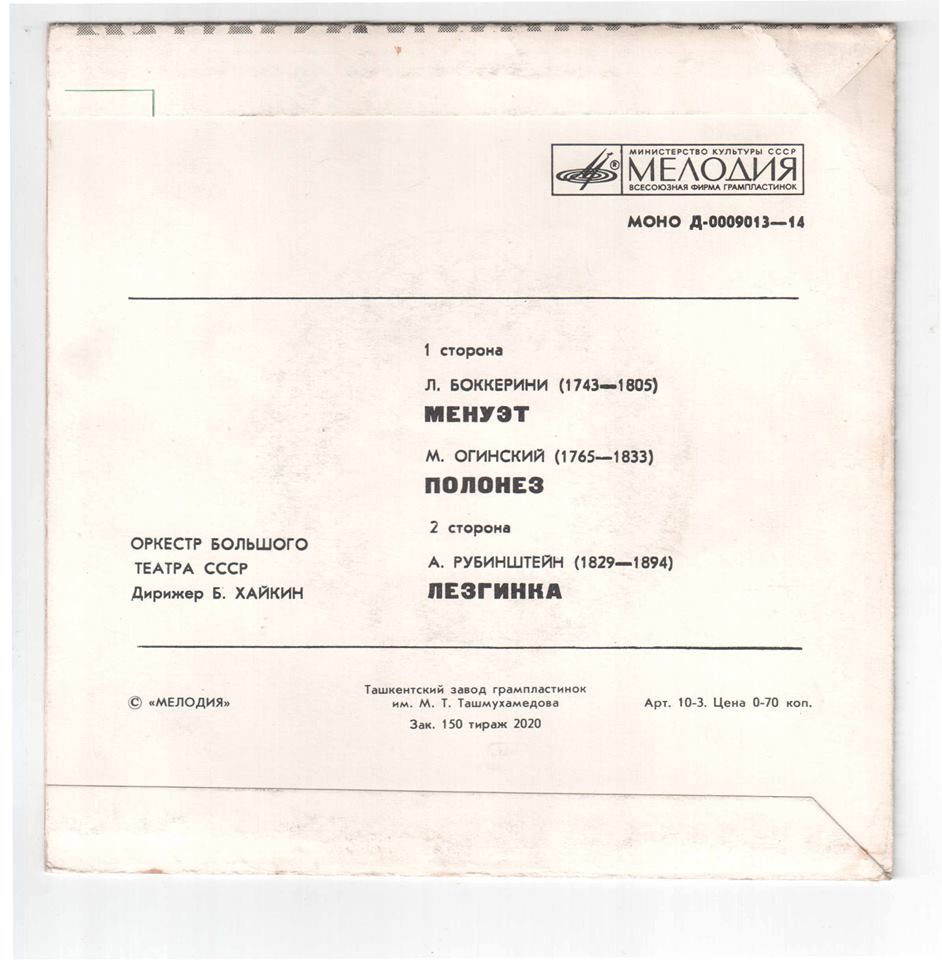 МИНИСТЕРСТВО КУЛЬТУРЫ СССР
МЕЛОДИЯ
ВСЕСОЮЗНАЯ ФИРМА ГРАМПЛАСТИНОК
МОНО Д-0009013—14
1 сторона
Л. БОККЕРИНИ (1743—1805)
МЕНУЭТ
М. ОГИНСКИЙ (1765—1833)
ПОЛОНЕЗ
2 сторона
А. РУБИНШТЕЙН (1829—1894)
ЛЕЗГИНКА
ОРКЕСТР БОЛЬШОГО
ТЕАТРА СССР
Дирижер Б. ХАЙКИН
© «МЕЛОДИЯ»
Ташкентский завод грампластинок
им. М. Т. Ташмухамедова
Зак. 150 тираж 2020
Арт. 10-3. Цена 0-70 коп.